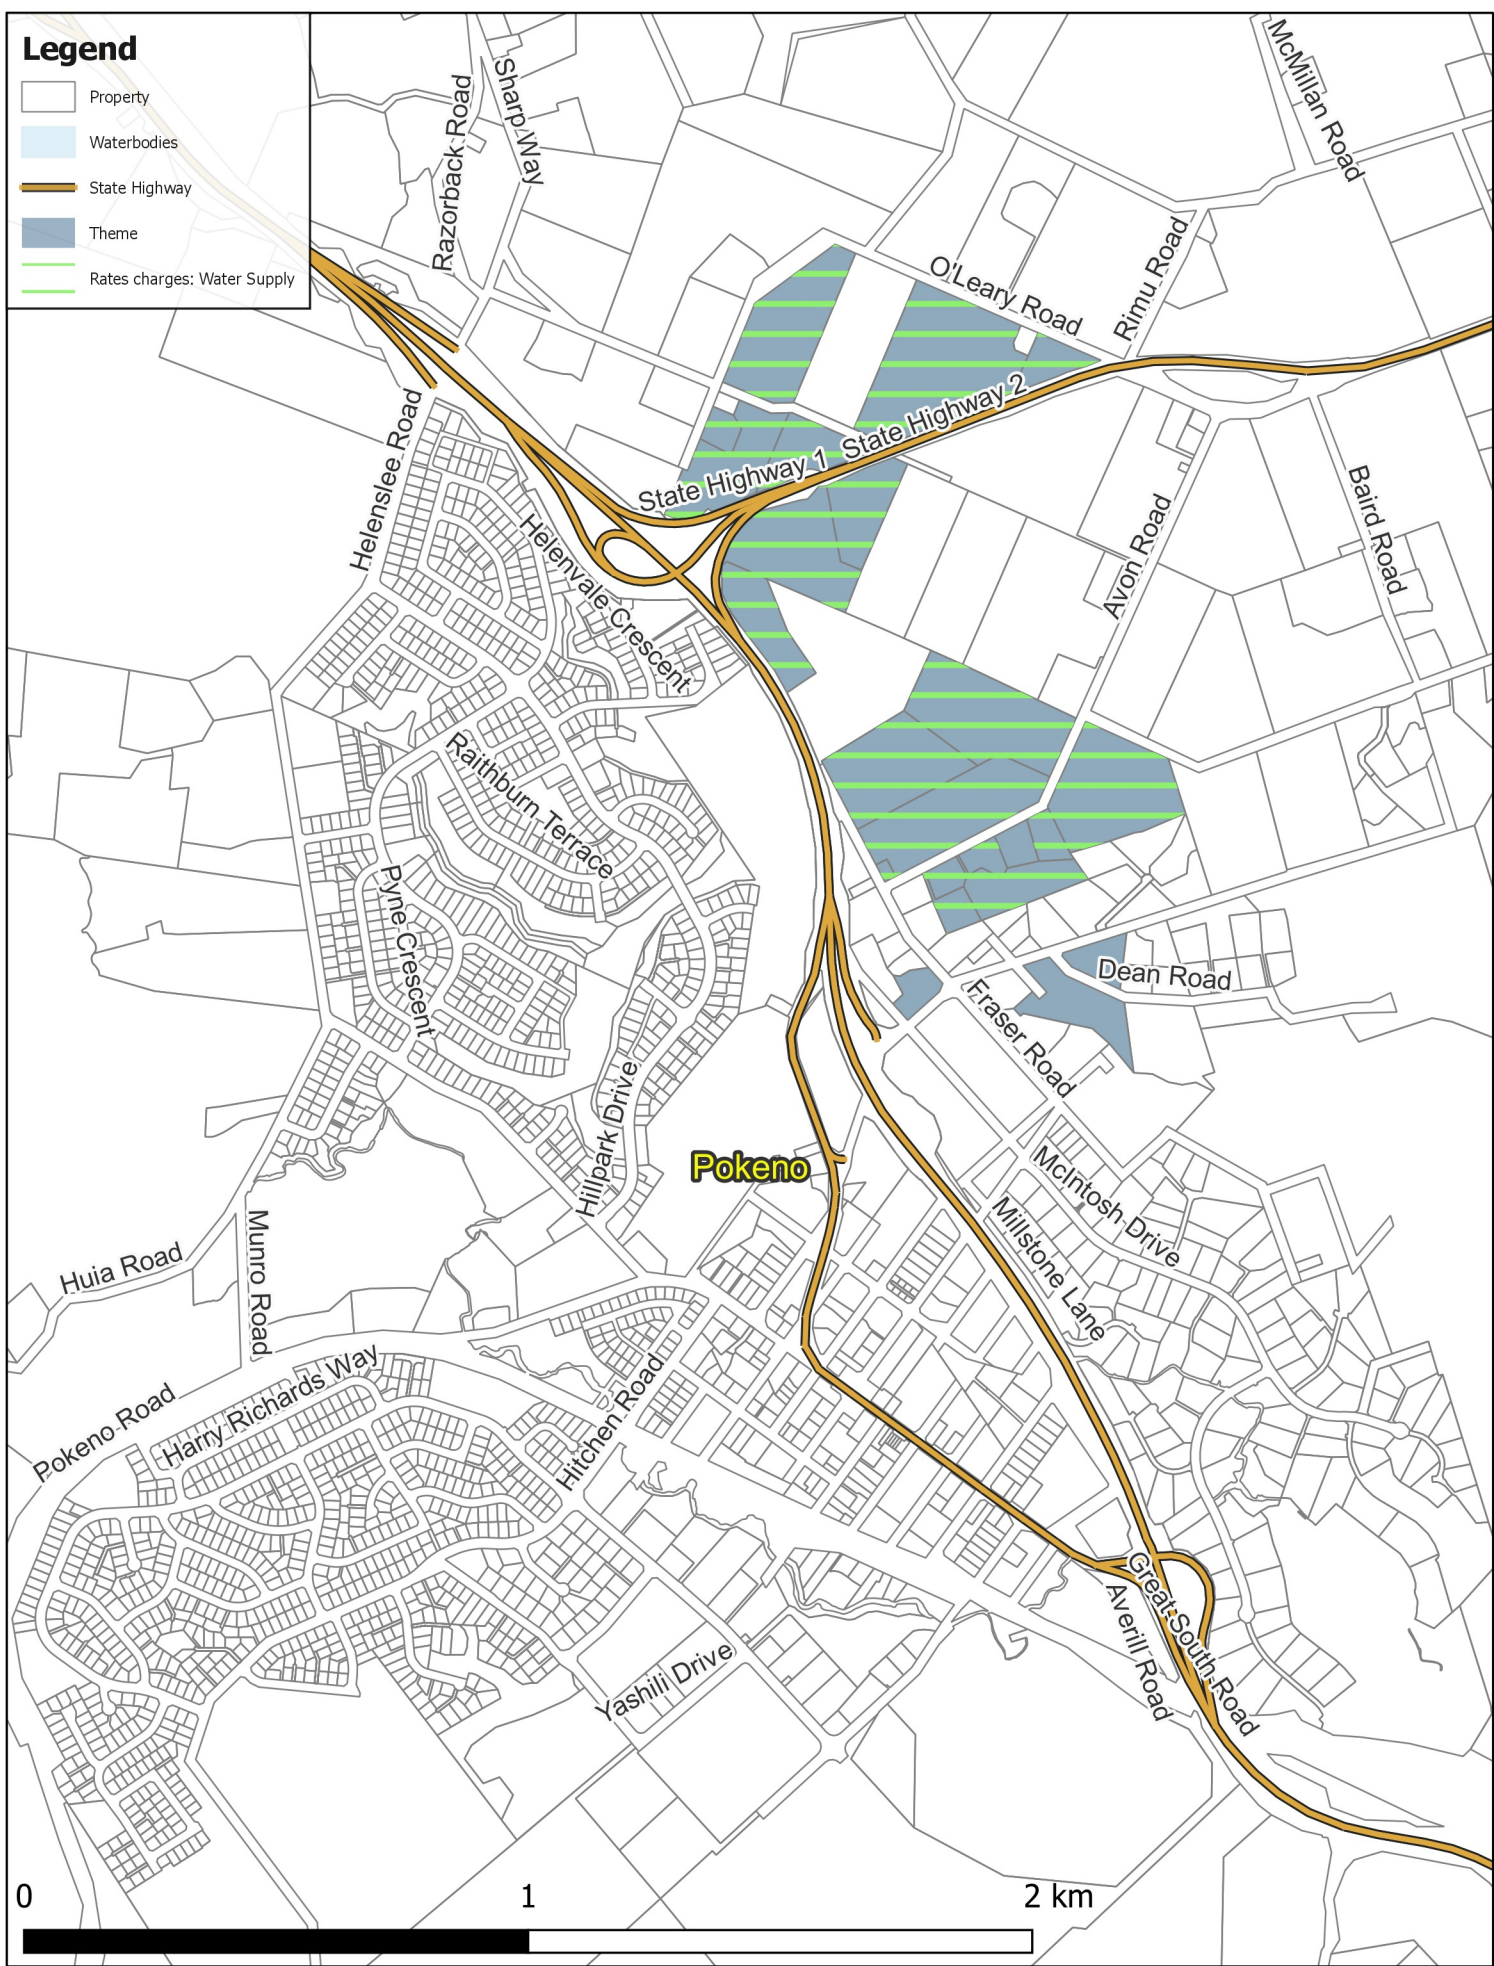 Legend
Property
Waterbodies
State Highway
Theme
Rates charges: Water Supply
McMillan Road
Sharp Way
Razorback Road
O'Leary Road
Rimu Road
State Highway 2
State Highway 1
Helenslee Road
Baird Road
Avon Road
Helenvale Crescent
Raithburn Terrace
Pyne Crescent
Dean Road
Fraser Road
Hillpark Drive
Pokeno
McIntosh Drive
Millstone Lane
Huia Road
Munro Road
Harry Richards Way
Pokeno Road
Hitchen Road
Great South Road
Averill Road
Yashili Drive
0 1 2 km